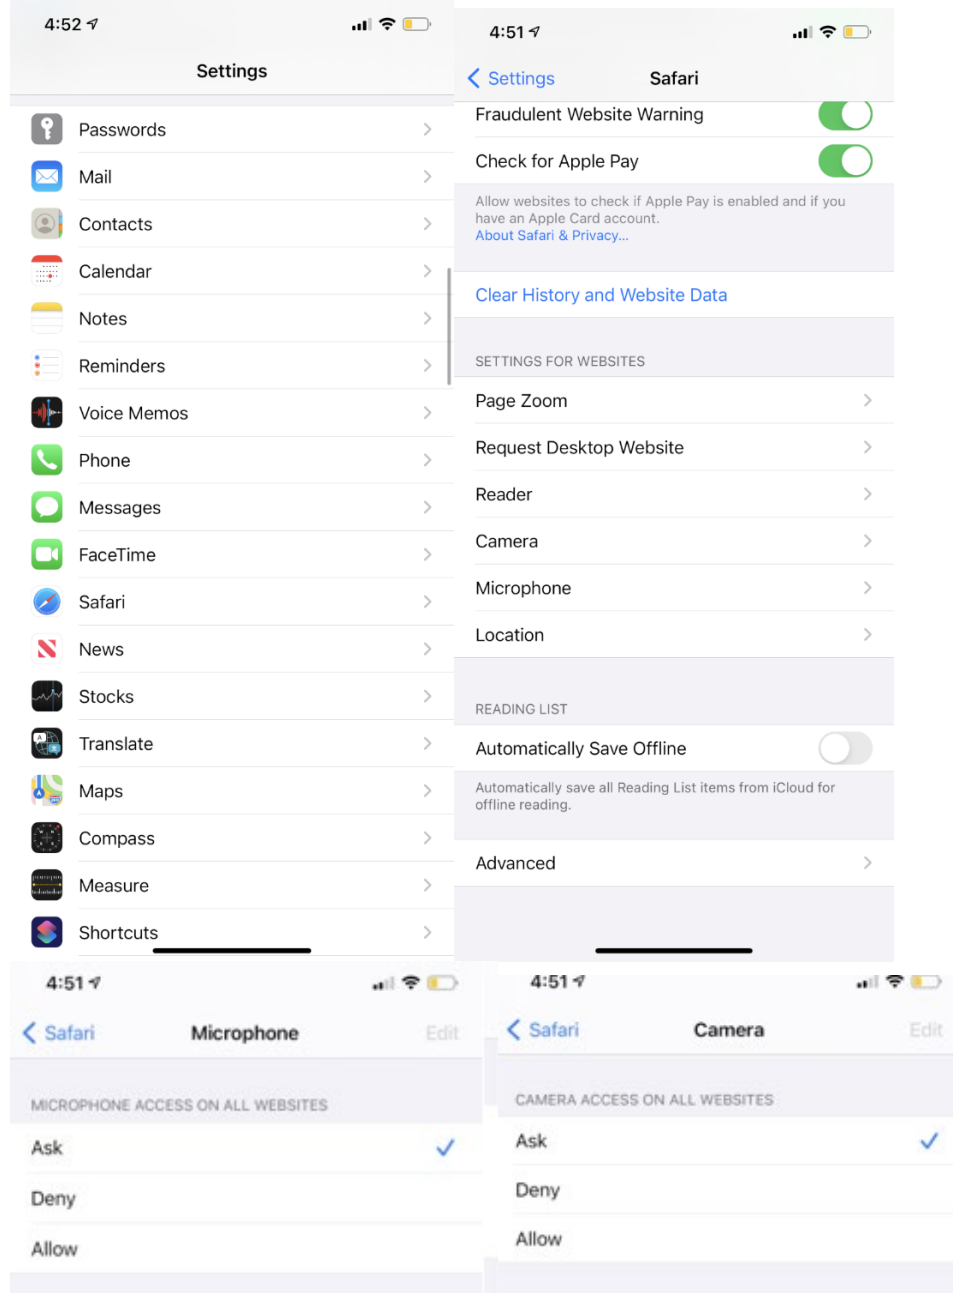 4:52
Settings
Passwords
Mail
Contacts
Calendar
Notes
Reminders
Voice Memos
Phone
Messages
FaceTime
Safari
News
Stocks
Translate
Maps
Compass
Measure
Shortcuts
4:51
Settings
Safari
Fraudulent Website Warning
Check for Apple Pay
Allow websites to check if Apple Pay is enabled and if you
have an Apple Card account.
About Safari & Privacy...
Clear History and Website Data
SETTINGS FOR WEBSITES
Page Zoom
Request Desktop Website
Reader
Camera
Microphone
Location
READING LIST
Automatically Save Offline
Automatically save all Reading List items from iCloud for
offline reading.
Advanced
4:51
Safari
Microphone
Edit
MICROPHONE ACCESS ON ALL WEBSITES
Ask
Deny
Allow
4:51
Safari
Camera
Edit
CAMERA ACCESS ON ALL WEBSITES
Ask
Deny
Allow